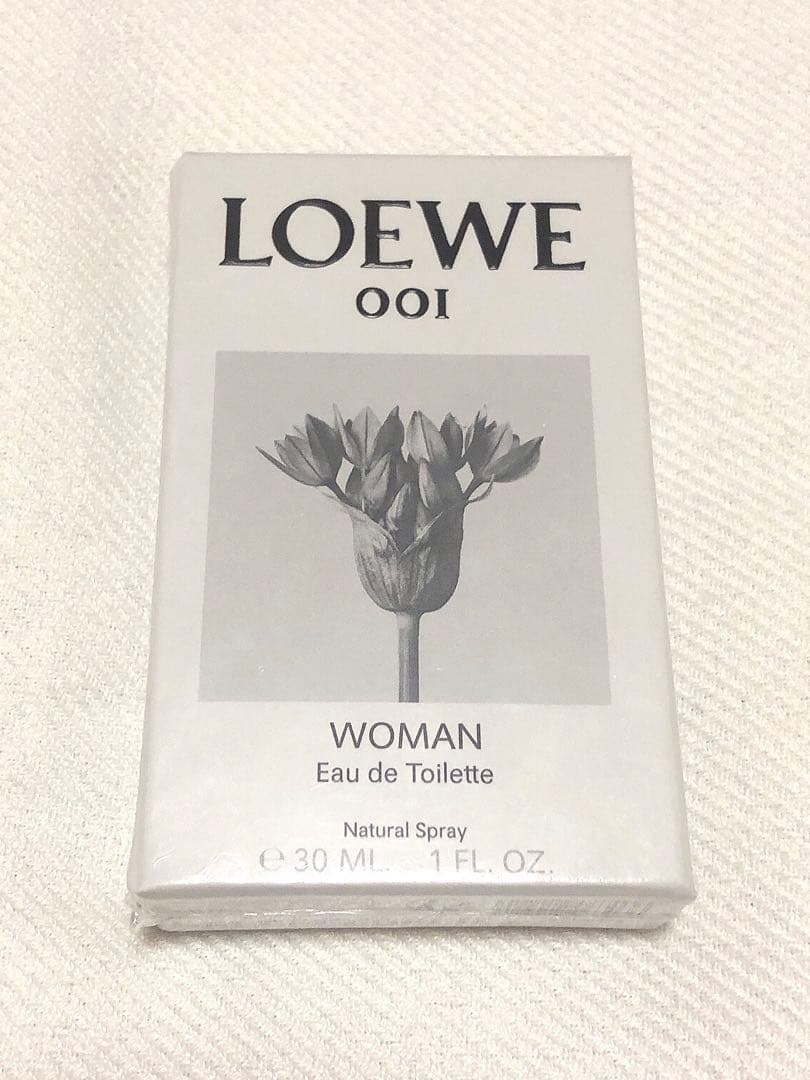 LOEWE
001
WOMAN
Eau de Toilette
Natural Spray
℮ 30 ML. 1 FL. OZ.